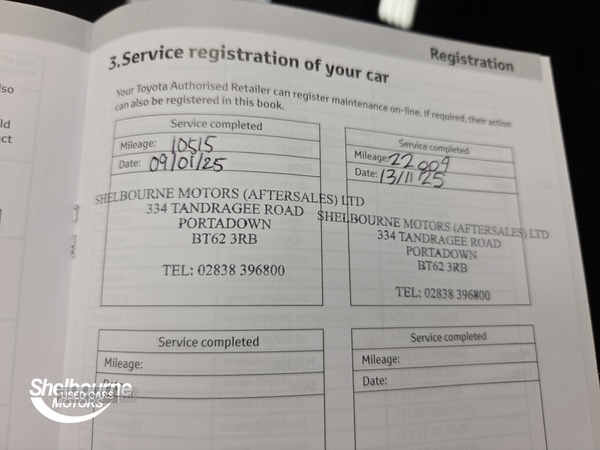 so
ld
ct
Registration
3.Service registration of your car
Your Toyota Authorised Retailer can register maintenance on-line. If required, their action
can also be registered in this book.
Service completed
Mileage: 10515
Date: 09/01/25
SHELBOURNE MOTORS (AFTERSALES) LTD
334 TANDRAGEE ROAD
PORTADOWN
BT62 3RB
TEL: 02838 396800
Service completed
Mileage: 22009
Date: 13/11/25
SHELBOURNE MOTORS (AFTERSALES) LTD
334 TANDRAGEE ROAD
PORTADOWN
BT62 3RB
TEL: 02838 396800
Service completed
Mileage:
Date:
Service completed
Mileage:
Date:
Shelbourne
MOTORS
USED CARS